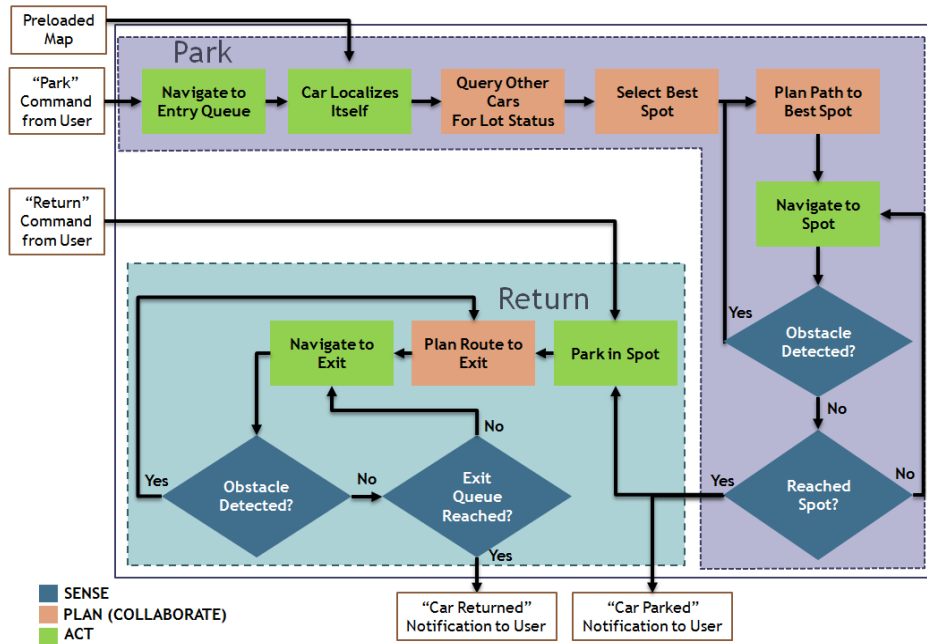 Preloaded
Map
Park
"Park"
Command
from User
Navigate to
Entry Queue
Car Localizes
Itself
Query Other
Cars
For Lot Status
Select Best
Spot
Plan Path to
Best Spot
"Return"
Command
from User
Navigate to
Spot
Return
Yes
Obstacle
Detected?
Navigate to
Exit
Plan Route to
Exit
Park in Spot
No
No
Yes
Obstacle
Detected?
No
Exit
Queue
Reached?
Yes
Reached
Spot?
No
Yes
SENSE
PLAN (COLLABORATE)
ACT
"Car Returned"
Notification to User
"Car Parked"
Notification to User